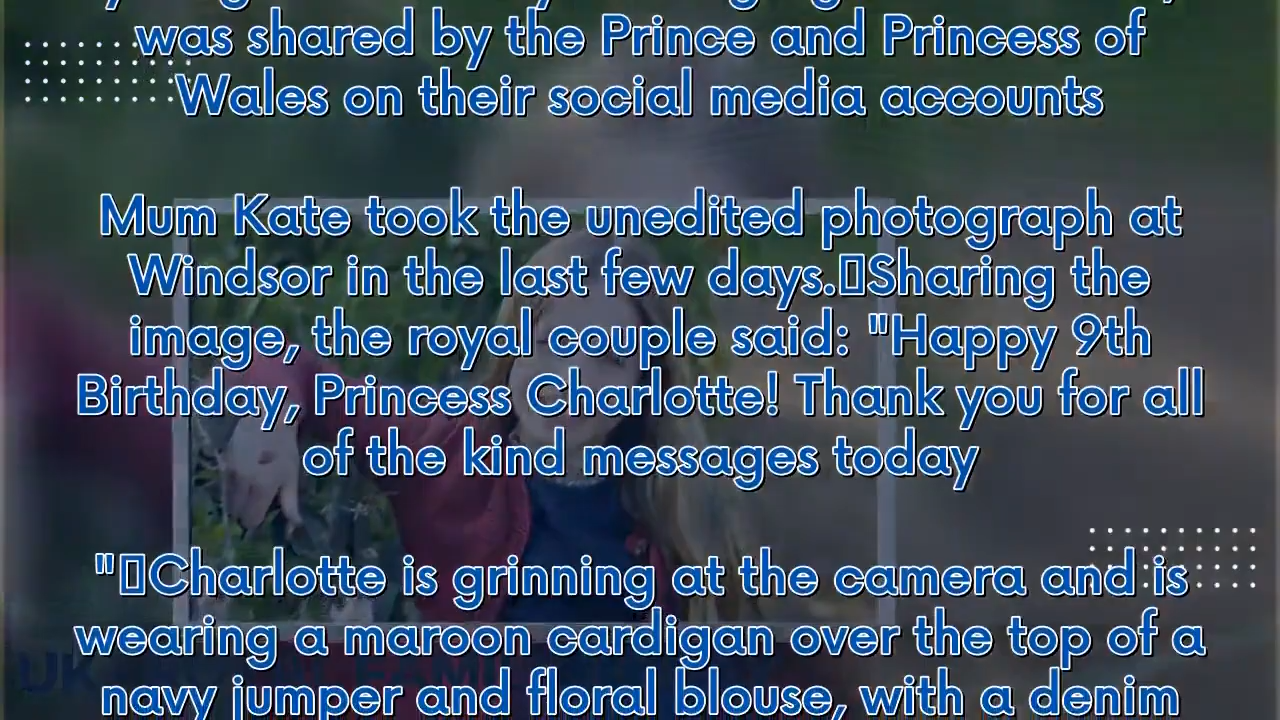 was shared by the Prince and Princess of
Wales on their social media accounts
Mum Kate took the unedited photograph at
Windsor in the last few days.▯Sharing the
image, the royal couple said: "Happy 9th
Birthday, Princess Charlotte! Thank you for all
of the kind messages today
"▯Charlotte is grinning at the camera and is
wearing a maroon cardigan over the top of a
UK
navy jumper and floral blouse, with a denim